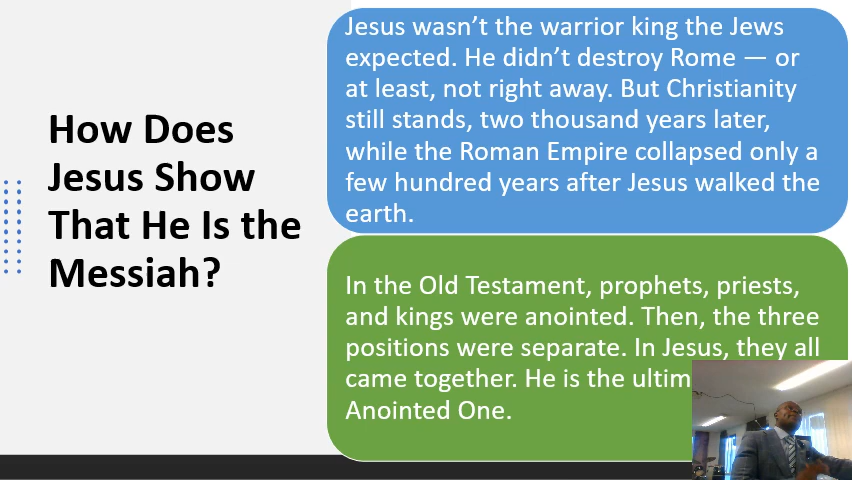 How Does
Jesus Show
That He Is the
Messiah?
Jesus wasn’t the warrior king the Jews
expected. He didn’t destroy Rome — or
at least, not right away. But Christianity
still stands, two thousand years later,
while the Roman Empire collapsed only a
few hundred years after Jesus walked the
earth.
In the Old Testament, prophets, priests,
and kings were anointed. Then, the three
positions were separate. In Jesus, they all
came together. He is the
Anointed One.